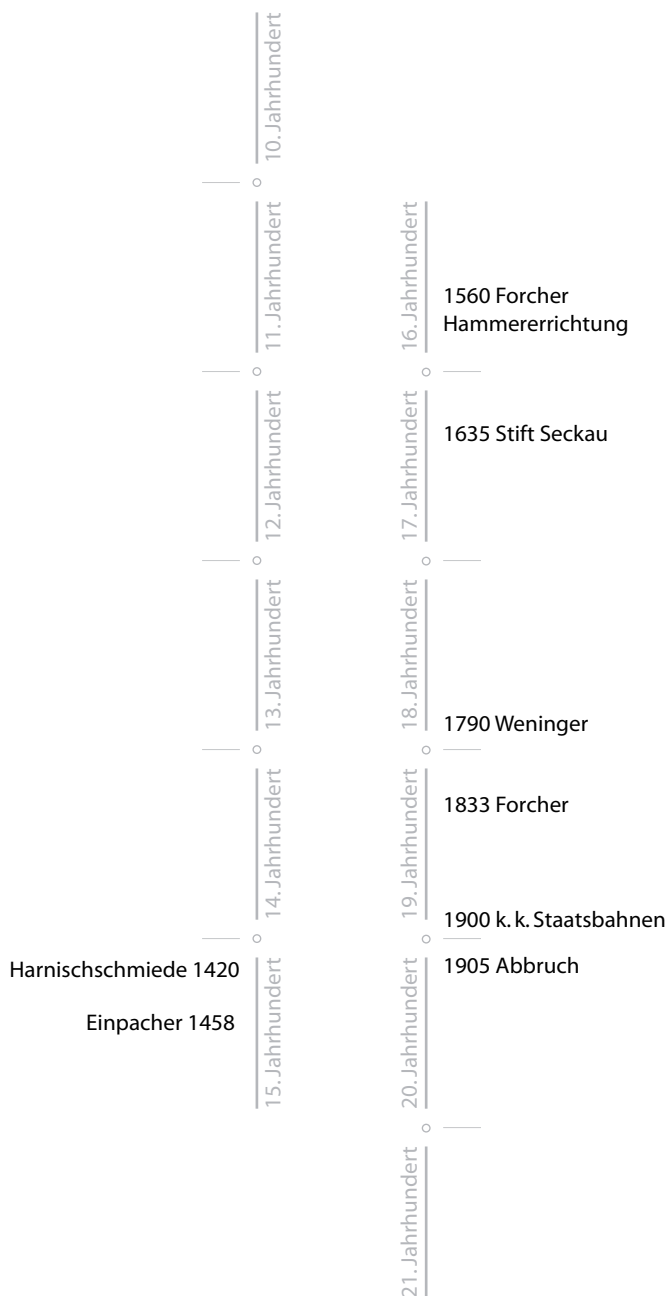 10. Jahrhundert
11. Jahrhundert
12. Jahrhundert
13. Jahrhundert
14. Jahrhundert
Harnischschmiede 1420
Einpacher 1458
15. Jahrhundert
16. Jahrhundert
1560 Forcher
Hammererrichtung
17. Jahrhundert
1635 Stift Seckau
18. Jahrhundert
1790 Weninger
19. Jahrhundert
1833 Forcher
1900 k. k. Staatsbahnen
20. Jahrhundert
1905 Abbruch
21. Jahrhundert